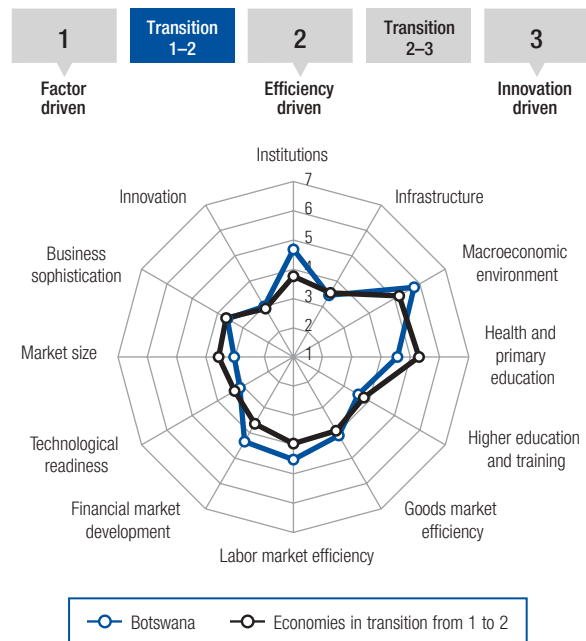 1
Transition
1–2
2
Transition
2–3
3
Factor
driven
Efficiency
driven
Innovation
driven
Institutions
Infrastructure
Macroeconomic
environment
Health and
primary
education
Higher education
and training
Goods market
efficiency
Labor market efficiency
Financial market
development
Technological
readiness
Market size
Business
sophistication
Innovation
7
6
5
4
3
2
1
Botswana
Economies in transition from 1 to 2